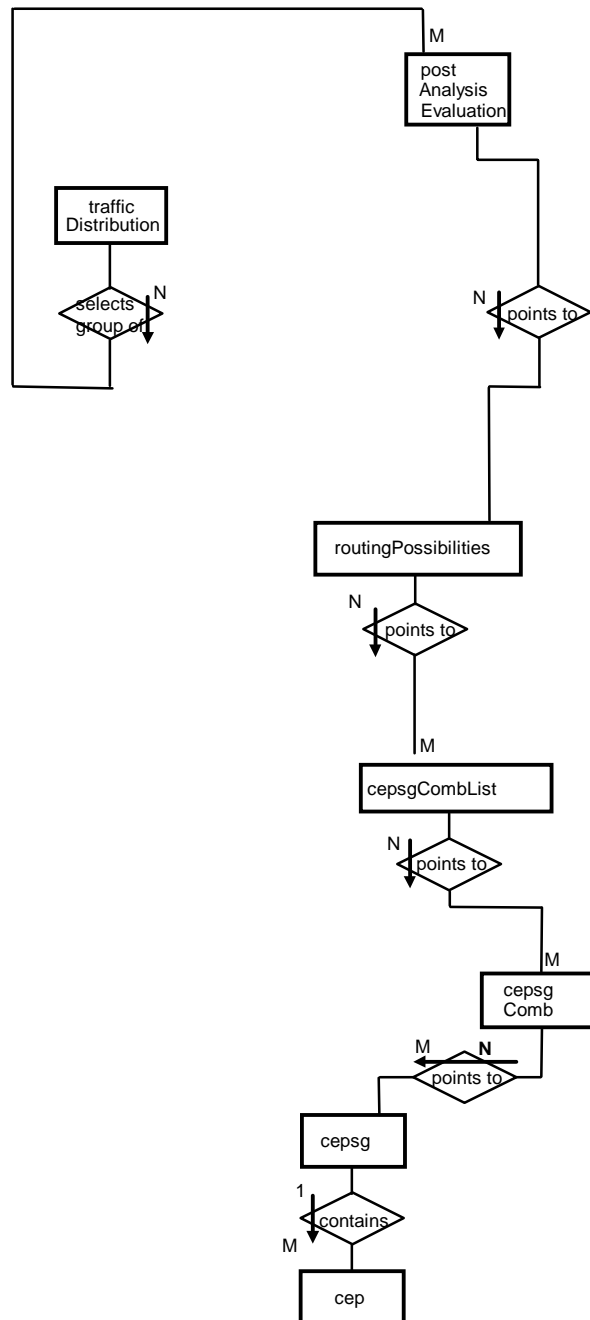 M
post
Analysis
Evaluation
traffic
Distribution
N
selects
group of
N
points to
routingPossibilities
N
points to
M
cepsgCombList
N
points to
M
cepsg
Comb
M
N
points to
cepsg
1
contains
M
cep